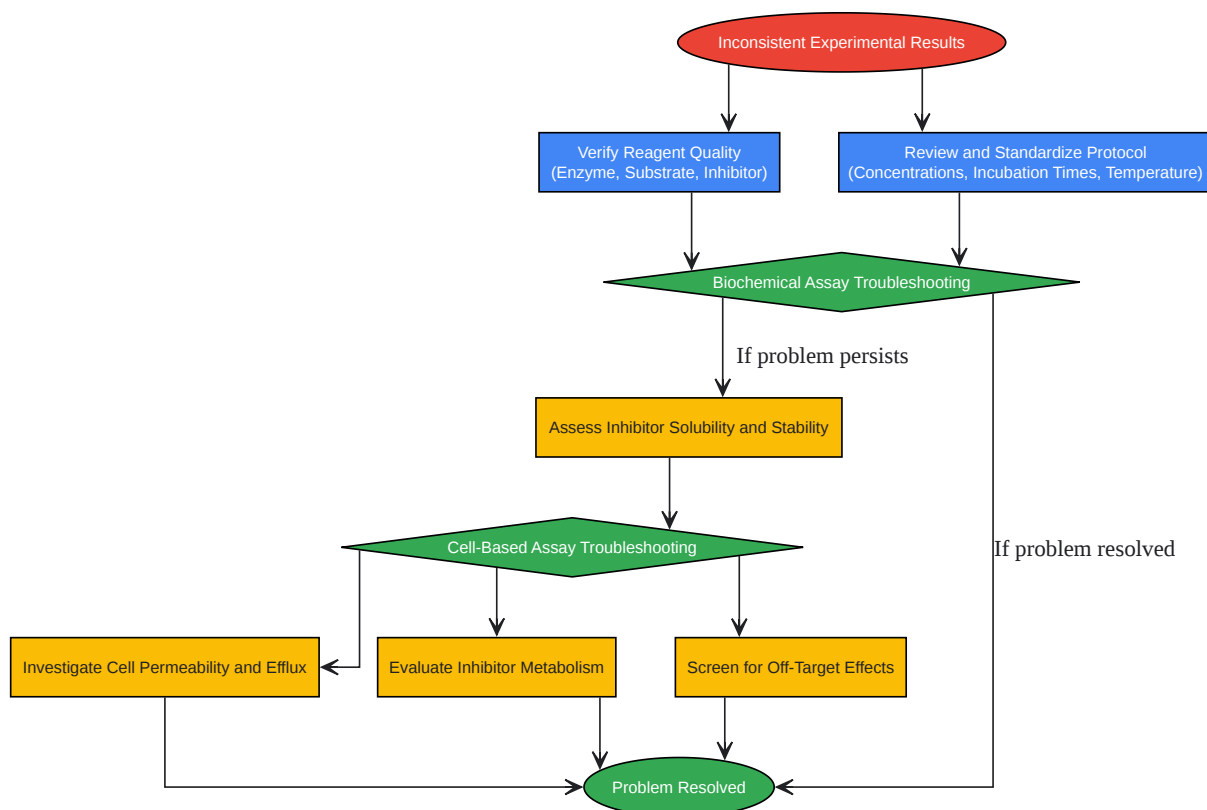 Inconsistent Experimental Results
Verify Reagent Quality
(Enzyme, Substrate, Inhibitor)
Review and Standardize Protocol
(Concentrations, Incubation Times, Temperature)
Biochemical Assay Troubleshooting
If problem persists
Assess Inhibitor Solubility and Stability
Cell-Based Assay Troubleshooting
If problem resolved
Investigate Cell Permeability and Efflux
Evaluate Inhibitor Metabolism
Screen for Off-Target Effects
Problem Resolved